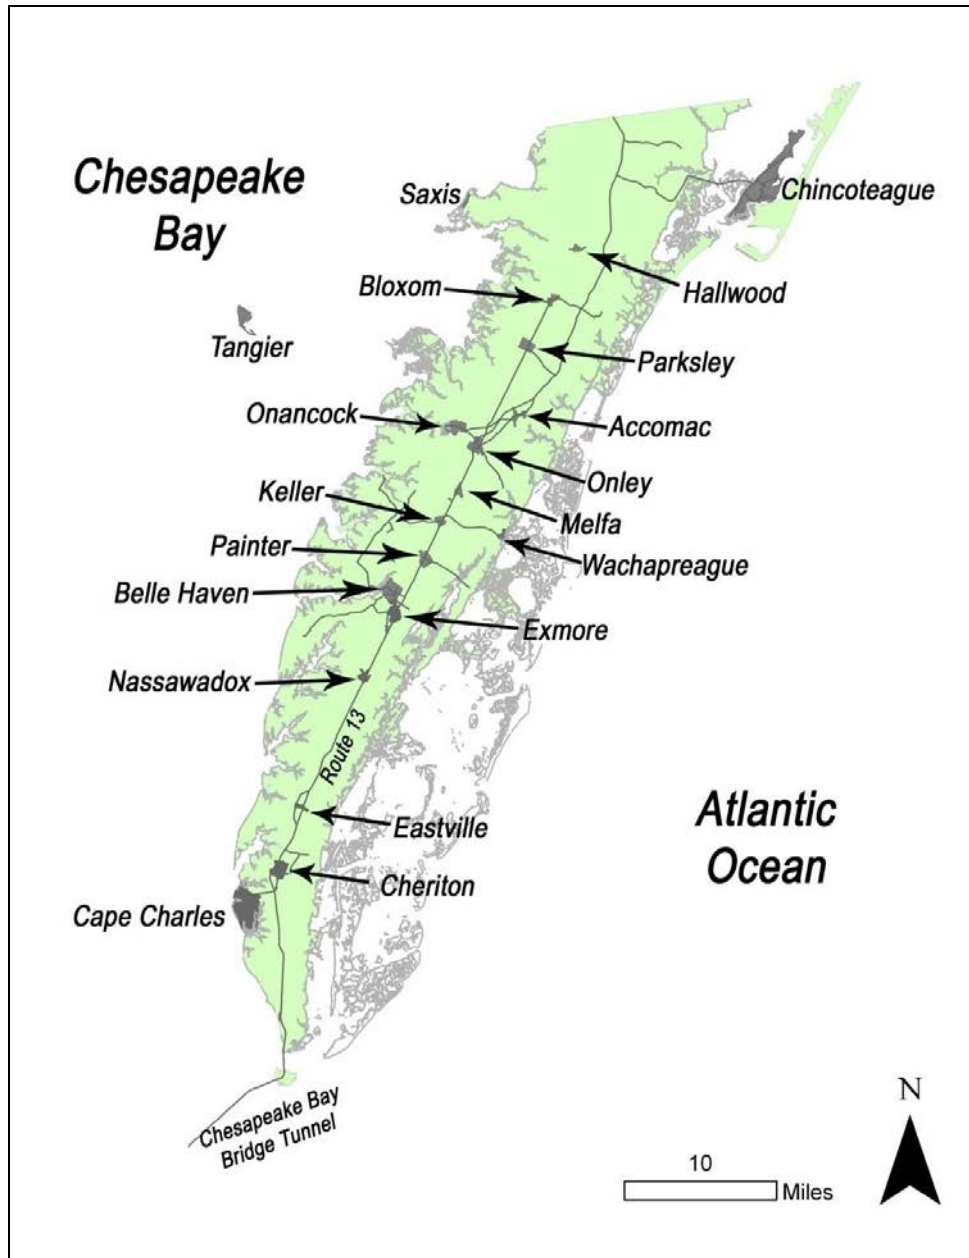 Chesapeake
Bay
Saxis
Chincoteague
Bloxom
Hallwood
Tangier
Parksley
Onancock
Accomac
Onley
Keller
Melfa
Painter
Wachapreague
Belle Haven
Exmore
Nassawadox
Route 13
Eastville
Atlantic
Ocean
Cheriton
Cape Charles
Chesapeake Bay
Bridge Tunnel
N
10
Miles